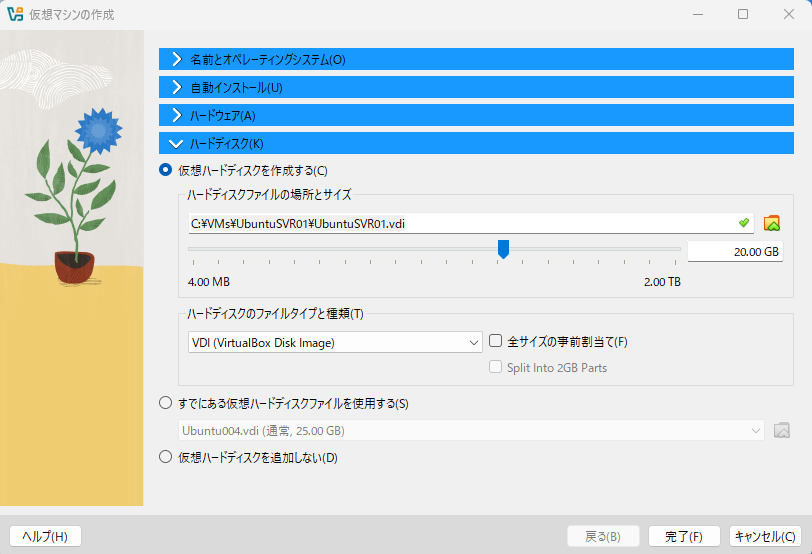 仮想マシンの作成
名前とオペレーティングシステム(O)
自動インストール(U)
ハードウェア(A)
ハードディスク(K)
仮想ハードディスクを作成する(C)
ハードディスクファイルの場所とサイズ
C:¥VMs¥UbuntuSVR01¥UbuntuSVR01.vdi
20.00 GB
4.00 MB 2.00 TB
ハードディスクのファイルタイプと種類(T)
VDI (VirtualBox Disk Image) 全サイズの事前割当て(F)
Split Into 2GB Parts
すでにある仮想ハードディスクファイルを使用する(S)
Ubuntu004.vdi (通常, 25.00 GB)
仮想ハードディスクを追加しない(D)
ヘルプ(H) 戻る(B) 完了(F) キャンセル(C)